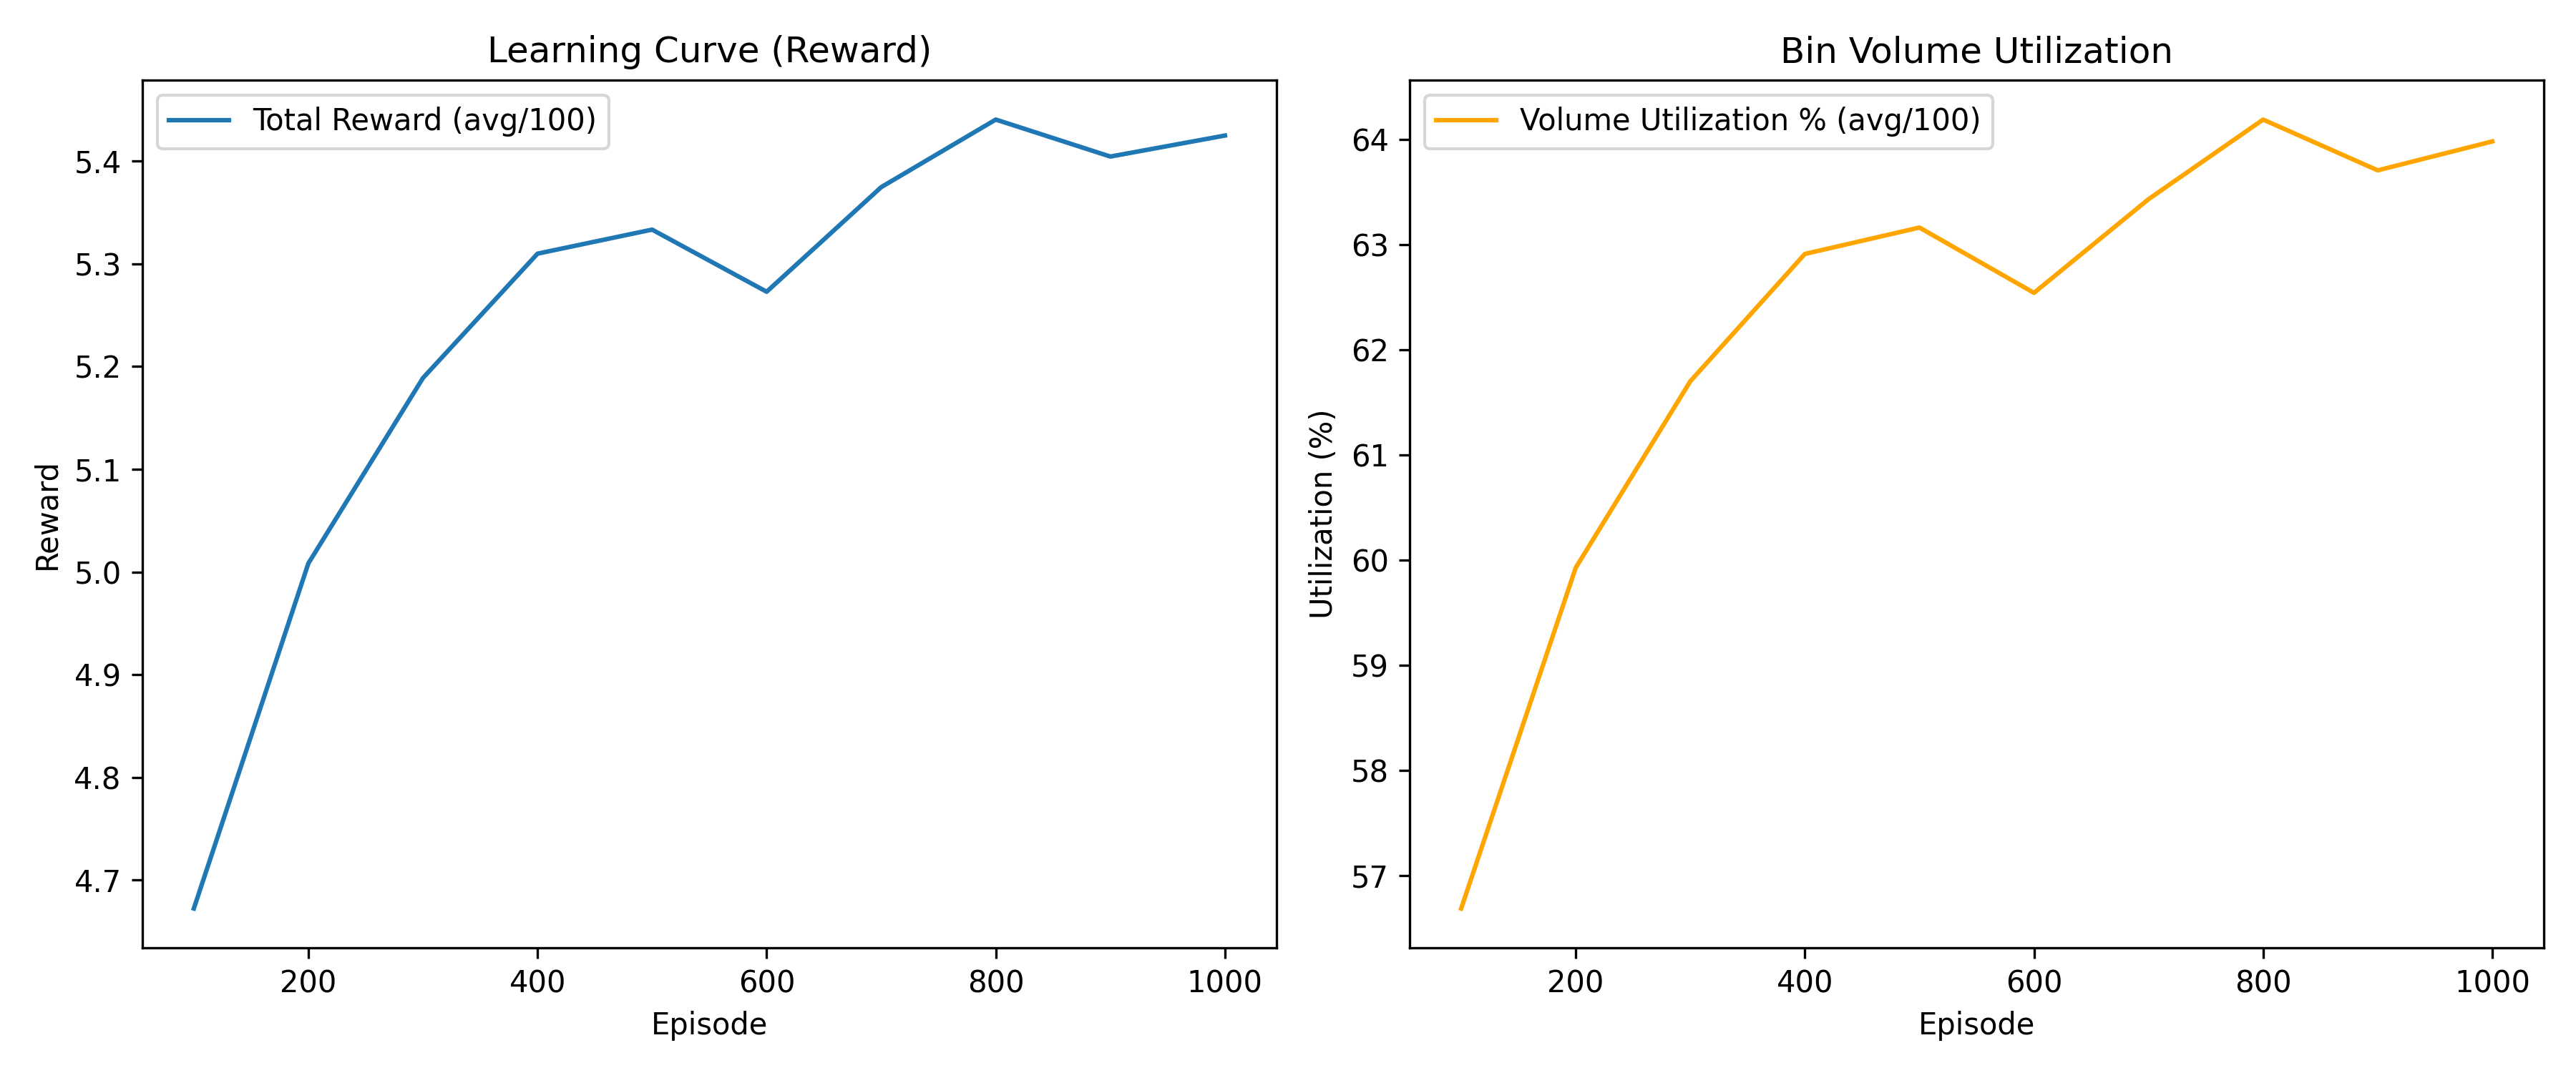 Learning Curve (Reward)
Total Reward (avg/100)
5.4
5.3
5.2
5.1
5.0
4.9
4.8
4.7
Reward
200 400 600 800 1000
Episode
Bin Volume Utilization
Volume Utilization % (avg/100)
64
63
62
61
60
59
58
57
Utilization (%)
200 400 600 800 1000
Episode